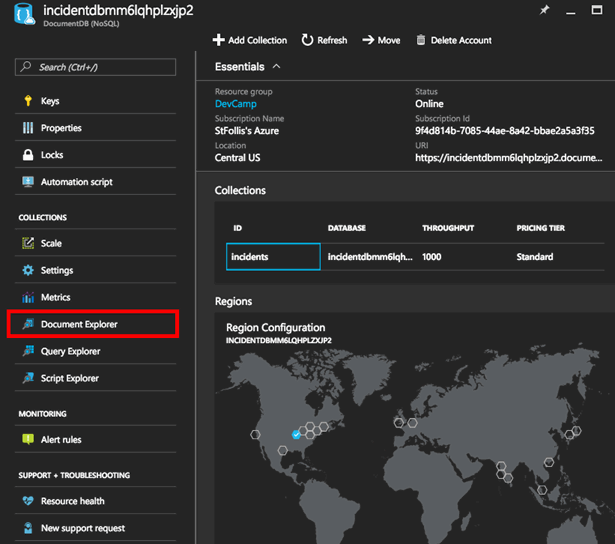 incidentdbmm6lqhplzxjp2
DocumentDB (NoSQL)
Search (Ctrl+/)
Keys
Properties
Locks
Automation script
COLLECTIONS
Scale
Settings
Metrics
Document Explorer
Query Explorer
Script Explorer
MONITORING
Alert rules
SUPPORT + TROUBLESHOOTING
Resource health
New support request
Add Collection Refresh Move Delete Account
Essentials
Resource group Status
DevCamp Online
Subscription Name Subscription Id
StFollis's Azure 9f4d814b-7085-44ae-8a42-bbae2a5a3f35
Location URI
Central US https://incidentdbmm6lqhplzxjp2.docume...
Collections
ID DATABASE THROUGHPUT PRICING TIER
incidents incidentdbmm6lqh... 1000 Standard
Regions
Region Configuration
INCIDENTDBMM6LQHPLZXJP2